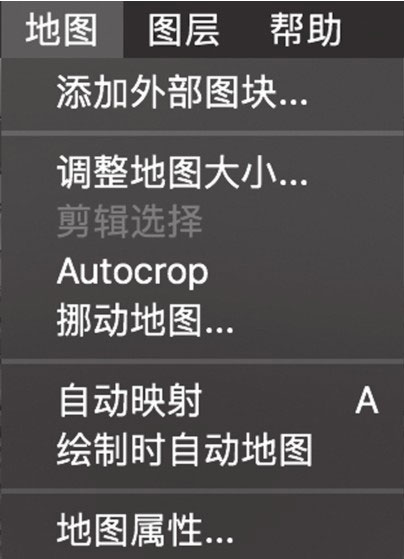 地图 图层 帮助
添加外部图块...
调整地图大小...
剪辑选择
Autocrop
挪动地图...
自动映射 A
绘制时自动地图
地图属性...